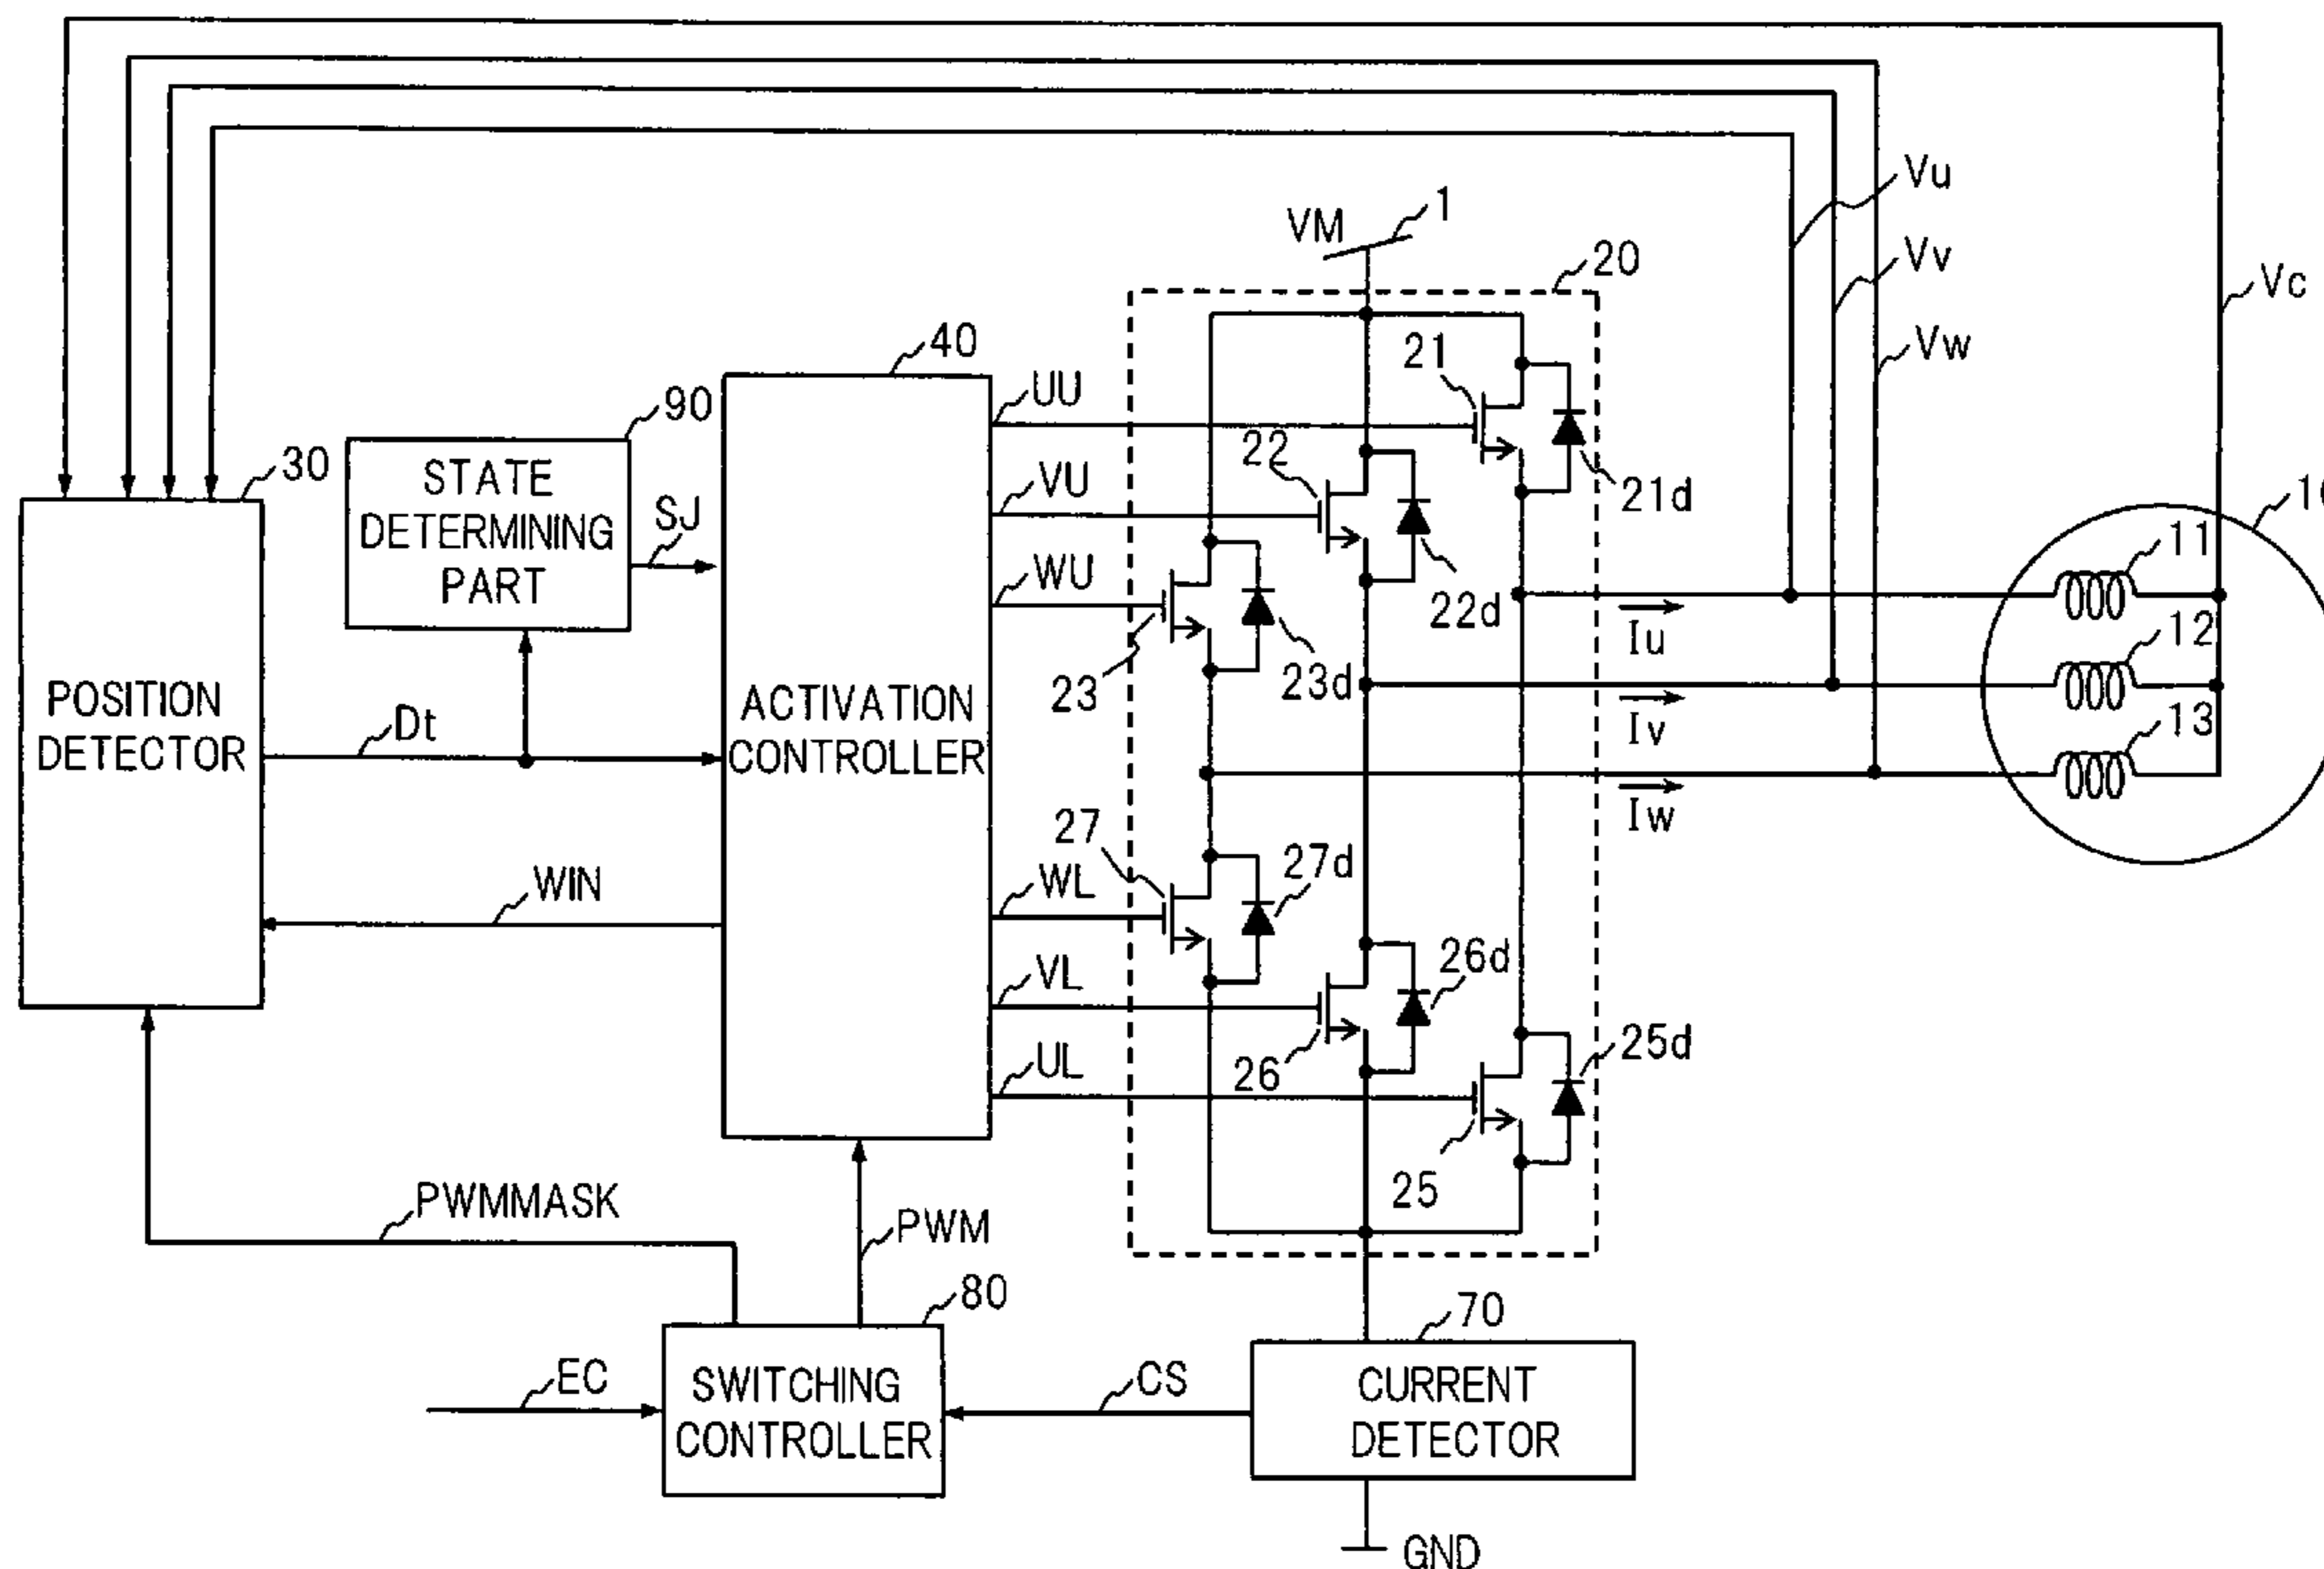 Vu
1
VM
20
Vv
Vc
40
21
Vw
UU
90
22
30
STATE
DETERMINING
PART
SJ
VU
21d
10
11
WU
22d
12
Iu
23
23d
POSITION
DETECTOR
Dt
ACTIVATION
CONTROLLER
Iv
13
Iw
27
27d
WIN
WL
26d
VL
25d
UL
26
25
PWMMASK
PWM
80
70
EC
SWITCHING
CONTROLLER
CS
CURRENT
DETECTOR
GND